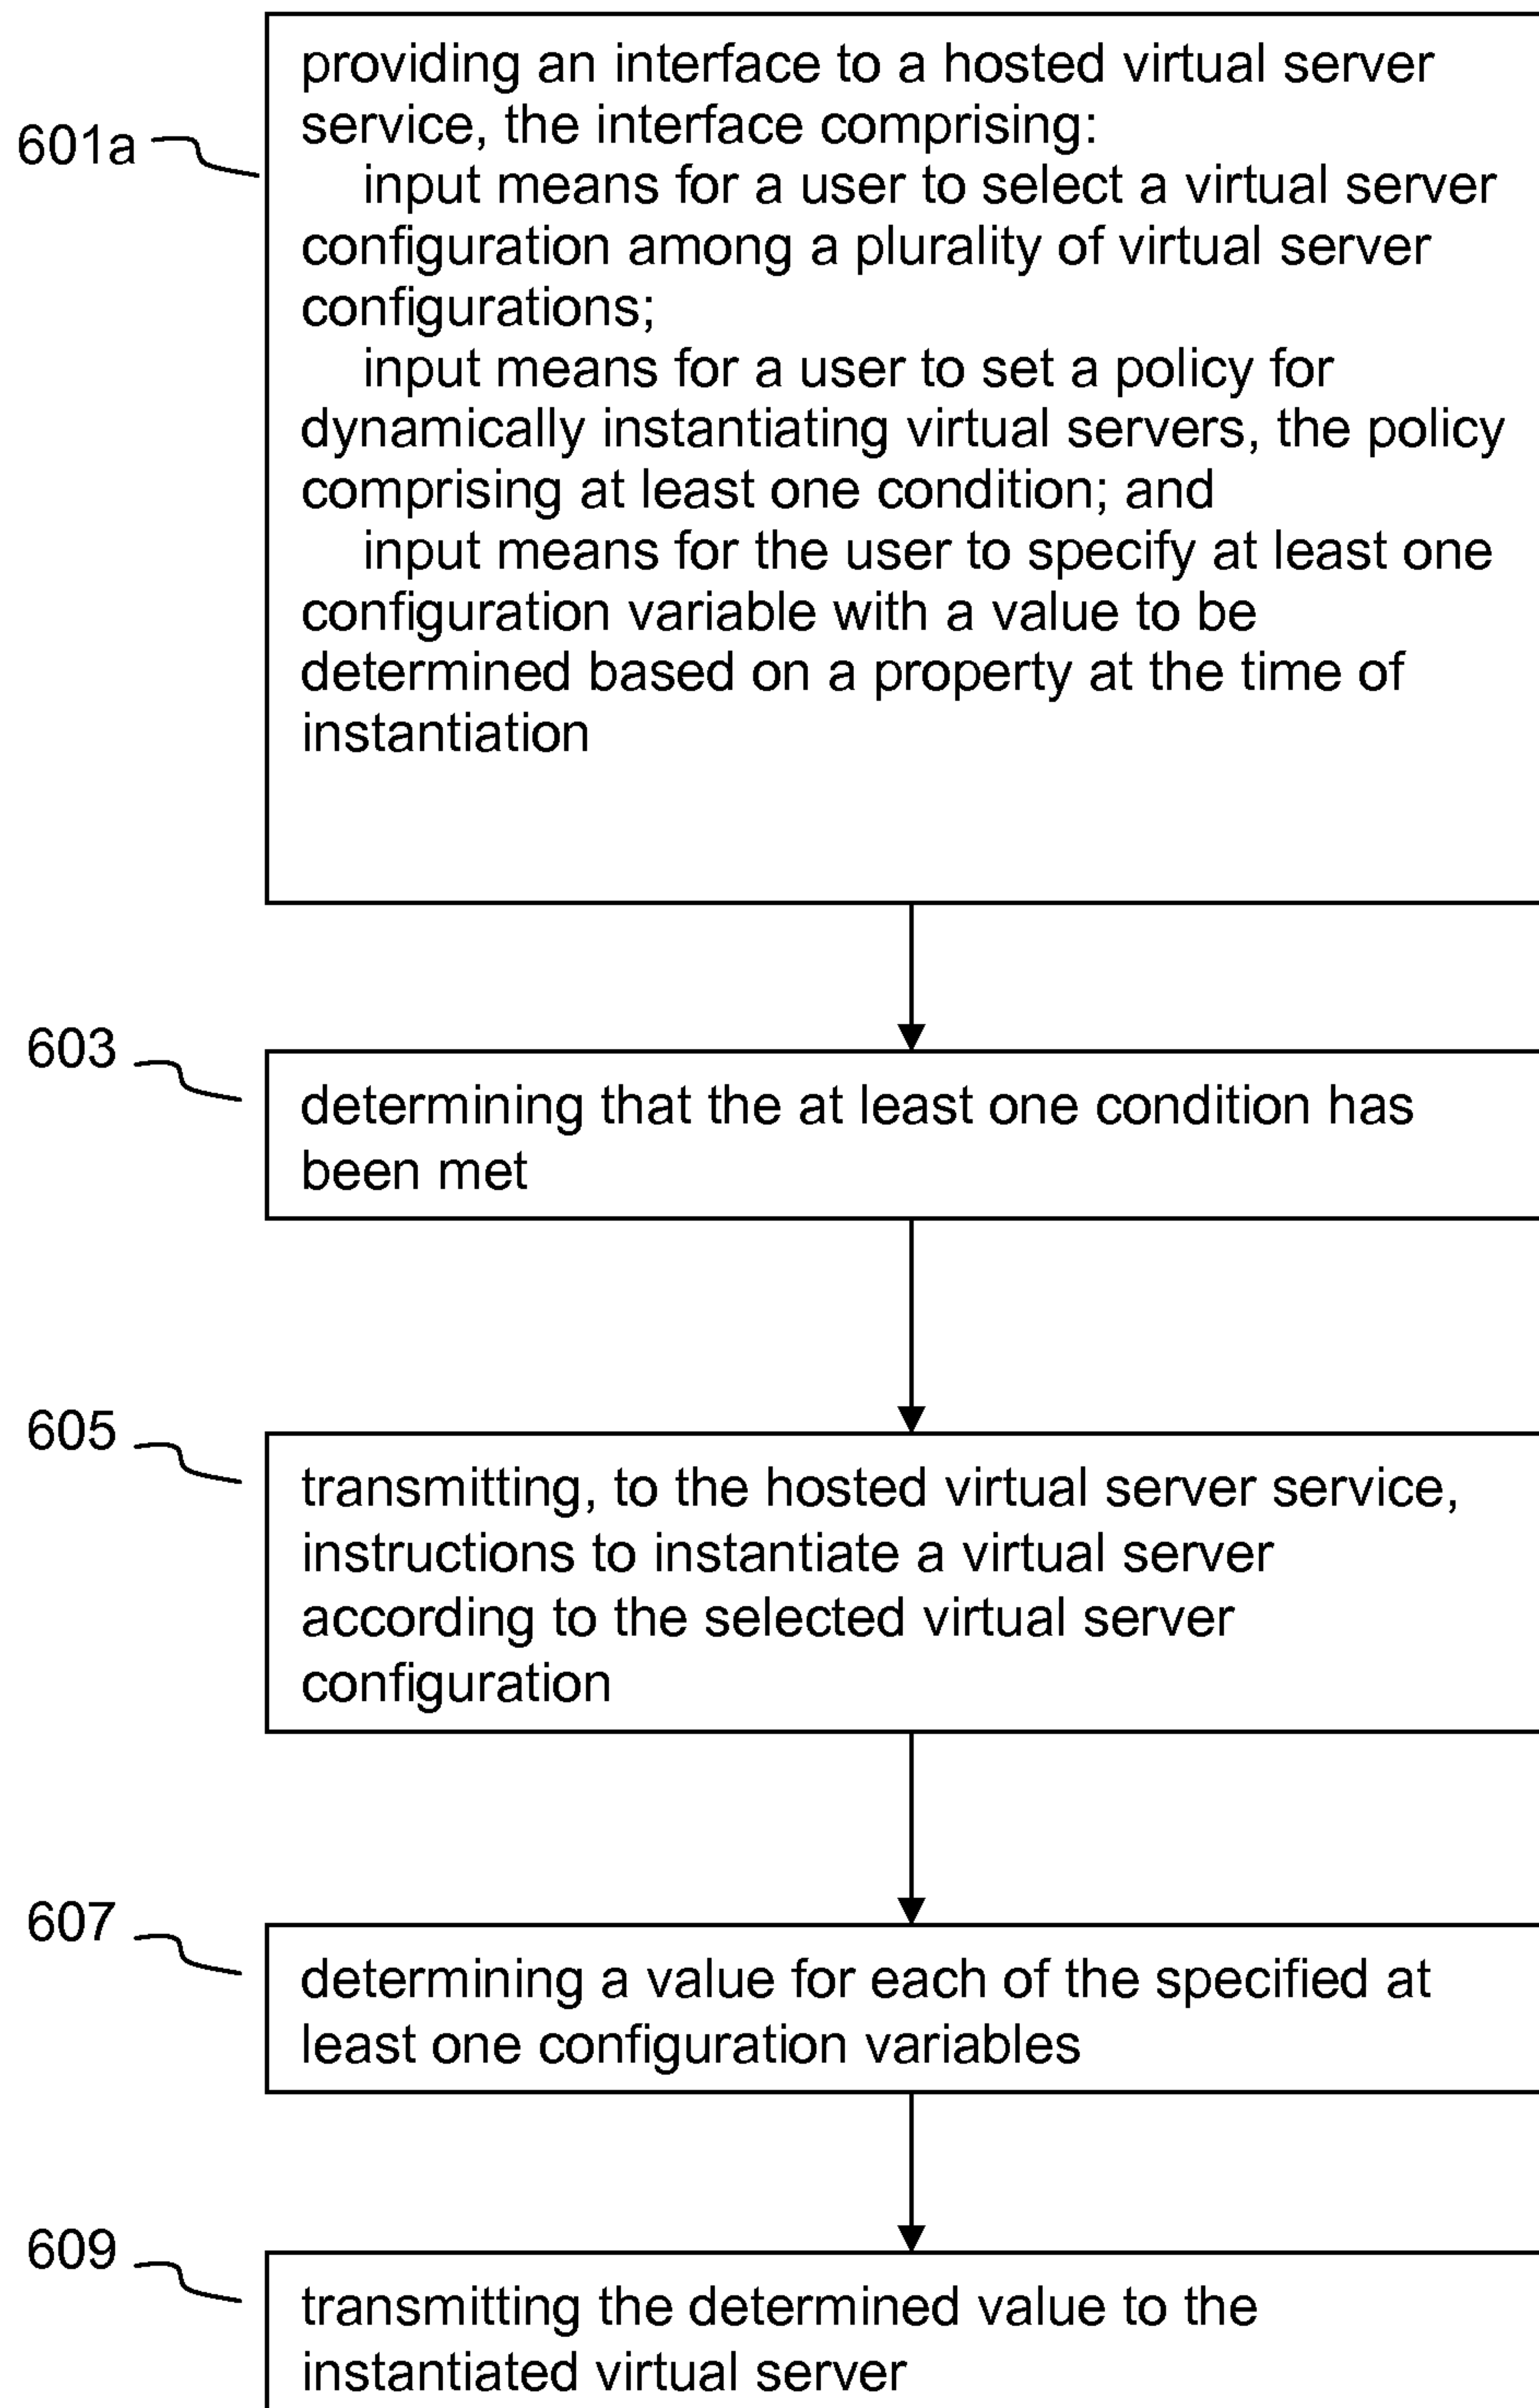 601a
providing an interface to a hosted virtual server
service, the interface comprising:
input means for a user to select a virtual server
configuration among a plurality of virtual server
configurations;
input means for a user to set a policy for
dynamically instantiating virtual servers, the policy
comprising at least one condition; and
input means for the user to specify at least one
configuration variable with a value to be
determined based on a property at the time of
instantiation
603
determining that the at least one condition has
been met
605
transmitting, to the hosted virtual server service,
instructions to instantiate a virtual server
according to the selected virtual server
configuration
607
determining a value for each of the specified at
least one configuration variables
609
transmitting the determined value to the
instantiated virtual server